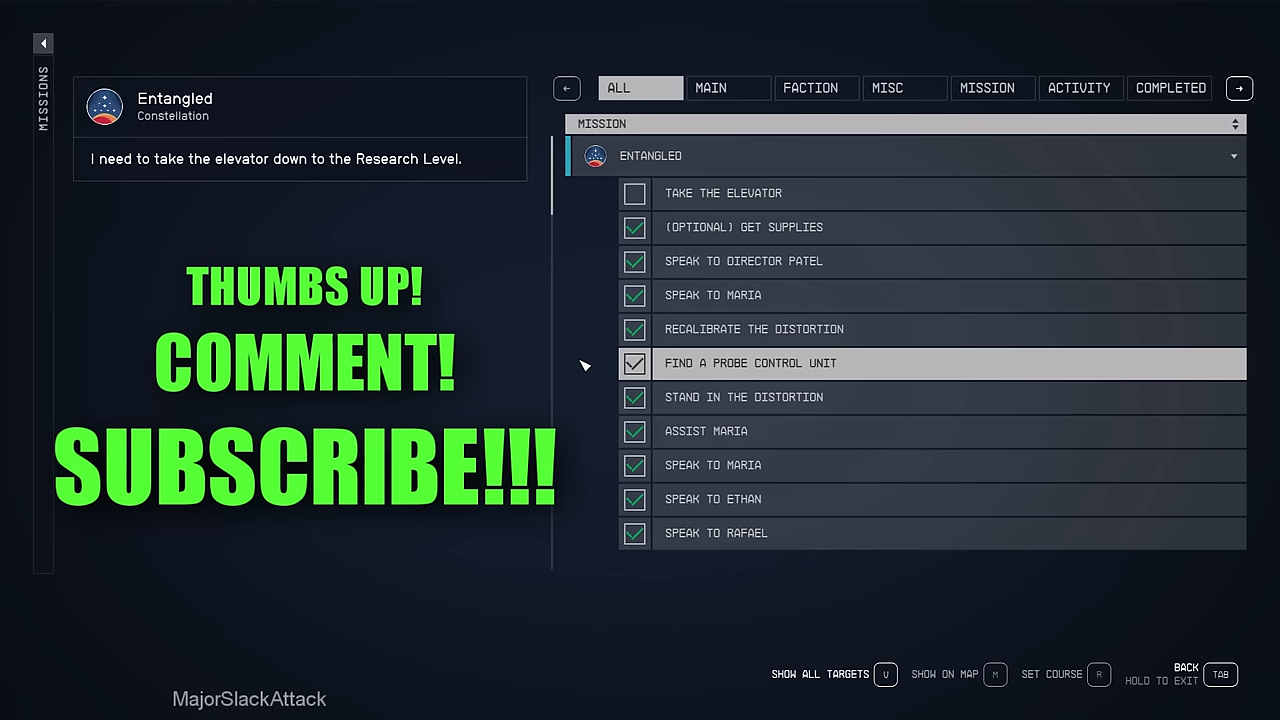 MISSIONS
Entangled
Constellation
I need to take the elevator down to the Research Level.
THUMBS UP!
COMMENT!
SUBSCRIBE!!!
MajorSlackAttack
ALL MAIN FACTION MISC MISSION ACTIVITY COMPLETED
MISSION
ENTANGLED
TAKE THE ELEVATOR
(OPTIONAL) GET SUPPLIES
SPEAK TO DIRECTOR PATEL
SPEAK TO MARIA
RECALIBRATE THE DISTORTION
FIND A PROBE CONTROL UNIT
STAND IN THE DISTORTION
ASSIST MARIA
SPEAK TO MARIA
SPEAK TO ETHAN
SPEAK TO RAFAEL
SHOW ALL TARGETS V SHOW ON MAP M SET COURSE R BACK TAB
HOLD TO EXIT